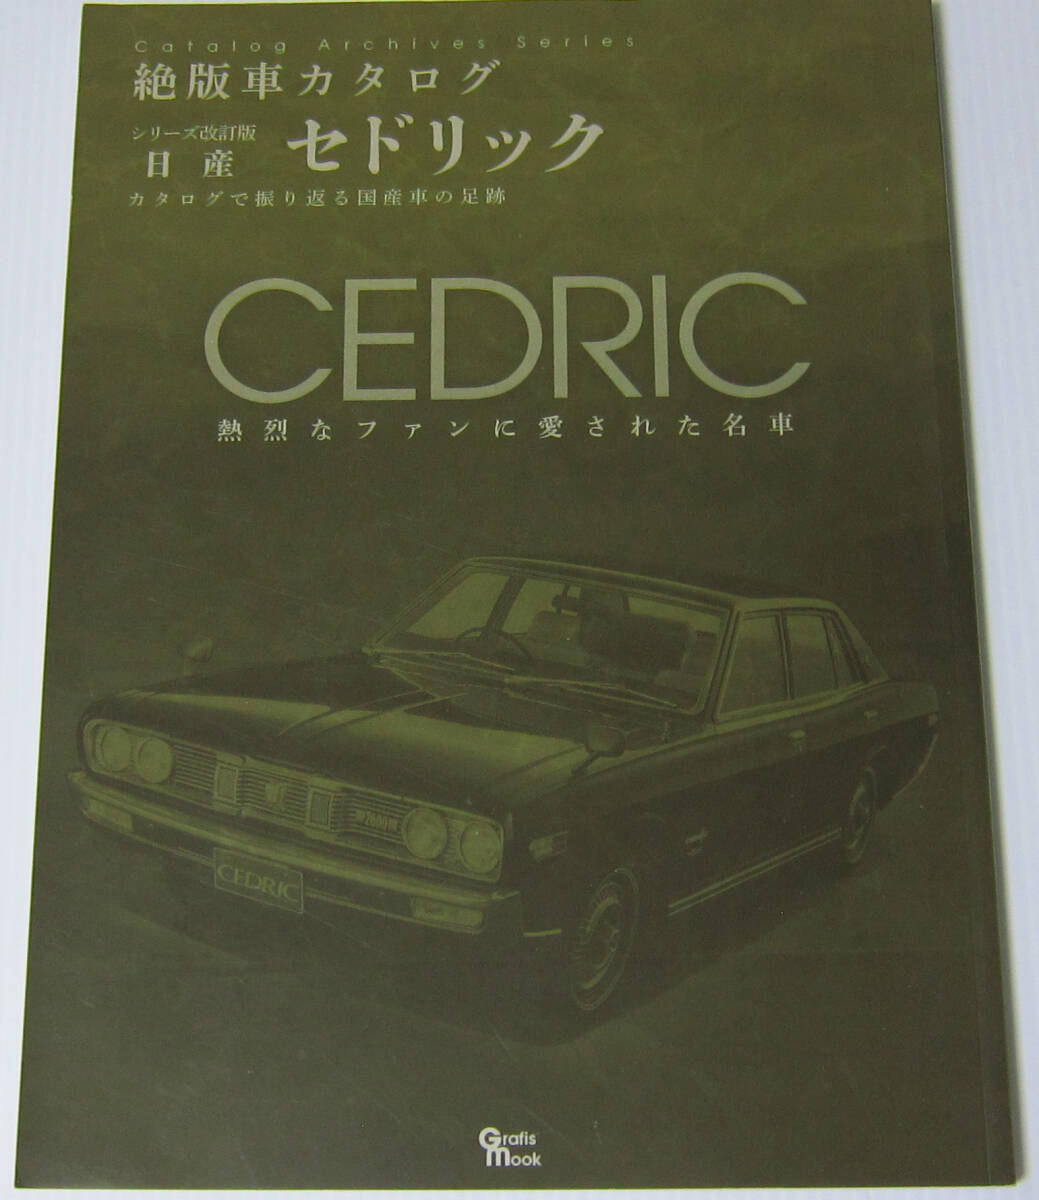 Catalog Archives Series
絶版車カタログ
シリーズ改訂版
日産 セドリック
カタログで振り返る国産車の足跡
CEDRIC
熱烈なファンに愛された名車
2600
CEDRIC
Grafis
mook